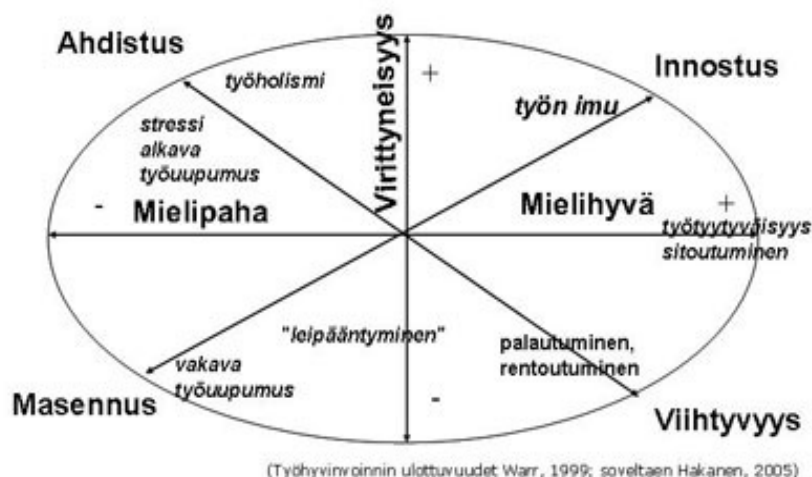 Ahdistus
Virittyneisyys
+
Innostus
työholismi
työn imu
stressi
alkava
työuupumus
-
Mielipaha
Mielihyvä
+
työtyytyväisyys
sitoutuminen
"leipääntyminen"
palautuminen,
rentoutuminen
vakava
työuupumus
-
Masennus
Viihtyvyys
(Työhyvinvoinnin ulottuvuudet Warr, 1999; soveltaen Hakanen, 2005)